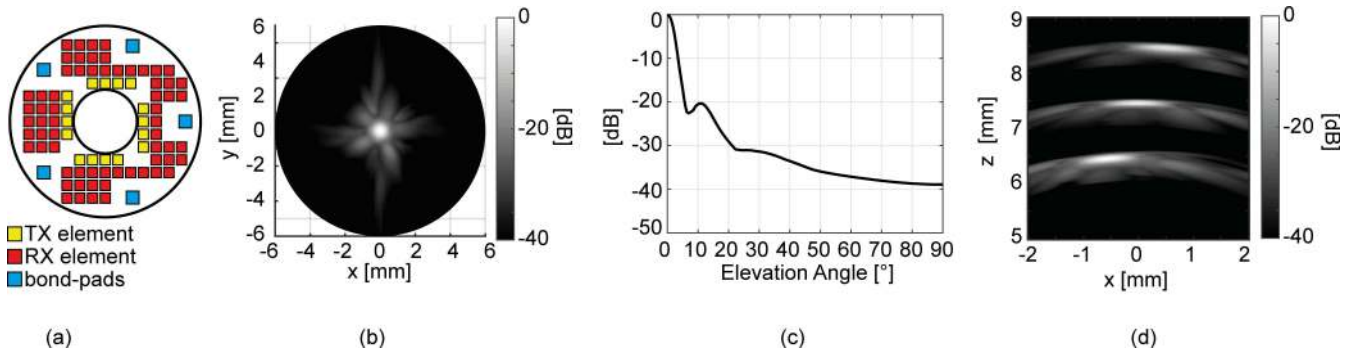 TX element
RX element
bond-pads
(a)
6
4
2
0
-2
-4
-6
y [mm]
-6 -4 -2 0 2 4 6
x [mm]
0
-20
-40
[dB]
(b)
0
-10
-20
-30
-40
-50
[dB]
0 10 20 30 40 50 60 70 80 90
Elevation Angle [°]
(c)
9
8
7
6
5
z [mm]
-2 -1 0 1 2
x [mm]
0
-20
-40
[dB]
(d)